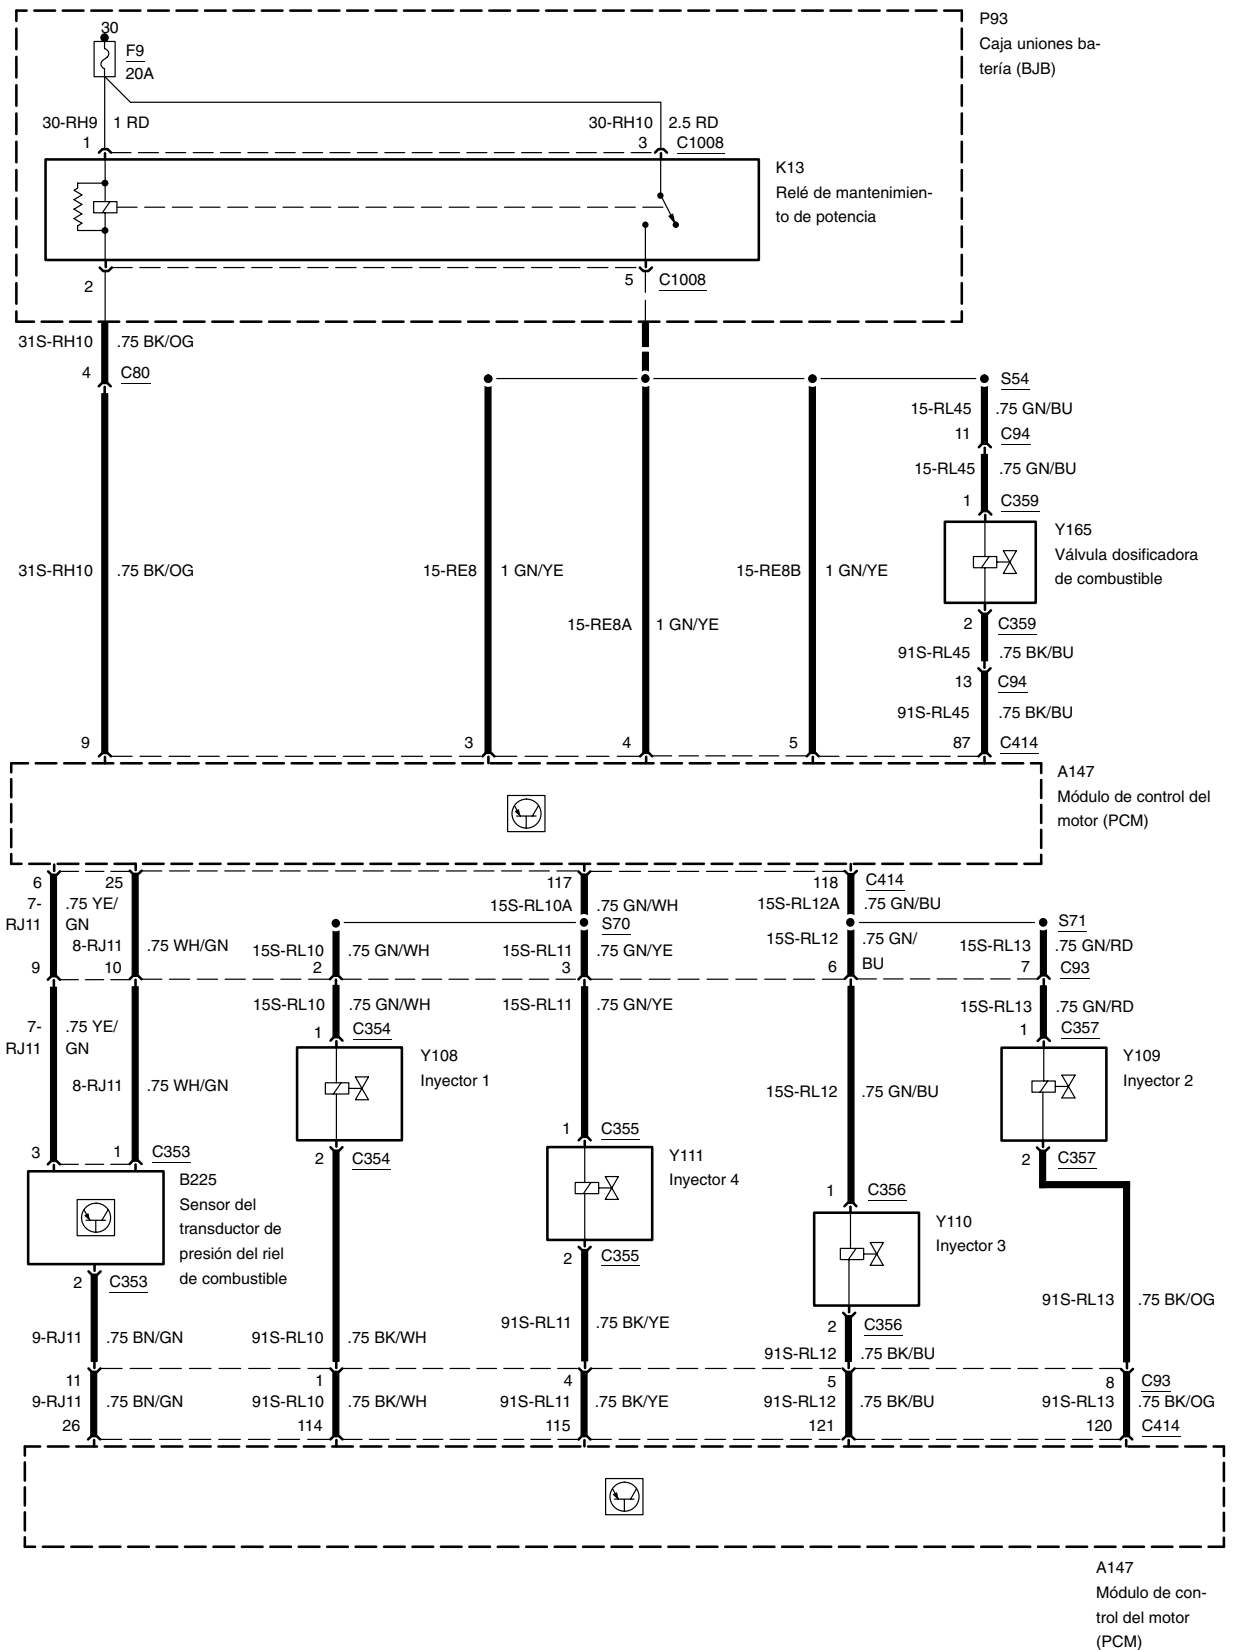 30
P93
Caja uniones ba-
tería (BJB)
F9
20A
30-RH9 1 RD
30-RH10 2.5 RD
1
3 C1008
K13
Relé de mantenimien-
to de potencia
2
5 C1008
31S-RH10 .75 BK/OG
4 C80
S54
15-RL45 .75 GN/BU
11 C94
15-RL45 .75 GN/BU
1 C359
Y165
Válvula dosificadora
de combustible
31S-RH10 .75 BK/OG
15-RE8 1 GN/YE
15-RE8B 1 GN/YE
15-RE8A 1 GN/YE
2 C359
91S-RL45 .75 BK/BU
13 C94
91S-RL45 .75 BK/BU
9
3
4
5
87 C414
A147
Módulo de control del
motor (PCM)
6
25
117
118 C414
7-
RJ11
.75 YE/
GN
15S-RL10A .75 GN/WH
15S-RL12A .75 GN/BU
S70
S71
8-RJ11 .75 WH/GN
15S-RL10 .75 GN/WH
15S-RL11 .75 GN/YE
15S-RL12 .75 GN/
BU
15S-RL13 .75 GN/RD
9
10
2
3
6
7 C93
15S-RL10 .75 GN/WH
15S-RL11 .75 GN/YE
15S-RL13 .75 GN/RD
7-
RJ11
.75 YE/
GN
1 C354
1 C357
Y108
Inyector 1
Y109
Inyector 2
8-RJ11 .75 WH/GN
15S-RL12 .75 GN/BU
1 C355
3
1 C353
2 C354
Y111
Inyector 4
2 C357
B225
Sensor del
transductor de
presión del riel
de combustible
1 C356
Y110
Inyector 3
2 C355
2 C353
91S-RL13 .75 BK/OG
9-RJ11 .75 BN/GN
91S-RL10 .75 BK/WH
91S-RL11 .75 BK/YE
2 C356
91S-RL12 .75 BK/BU
11
1
4
5
8 C93
9-RJ11 .75 BN/GN
91S-RL10 .75 BK/WH
91S-RL11 .75 BK/YE
91S-RL12 .75 BK/BU
91S-RL13 .75 BK/OG
26
114
115
121
120 C414
A147
Módulo de con-
trol del motor
(PCM)